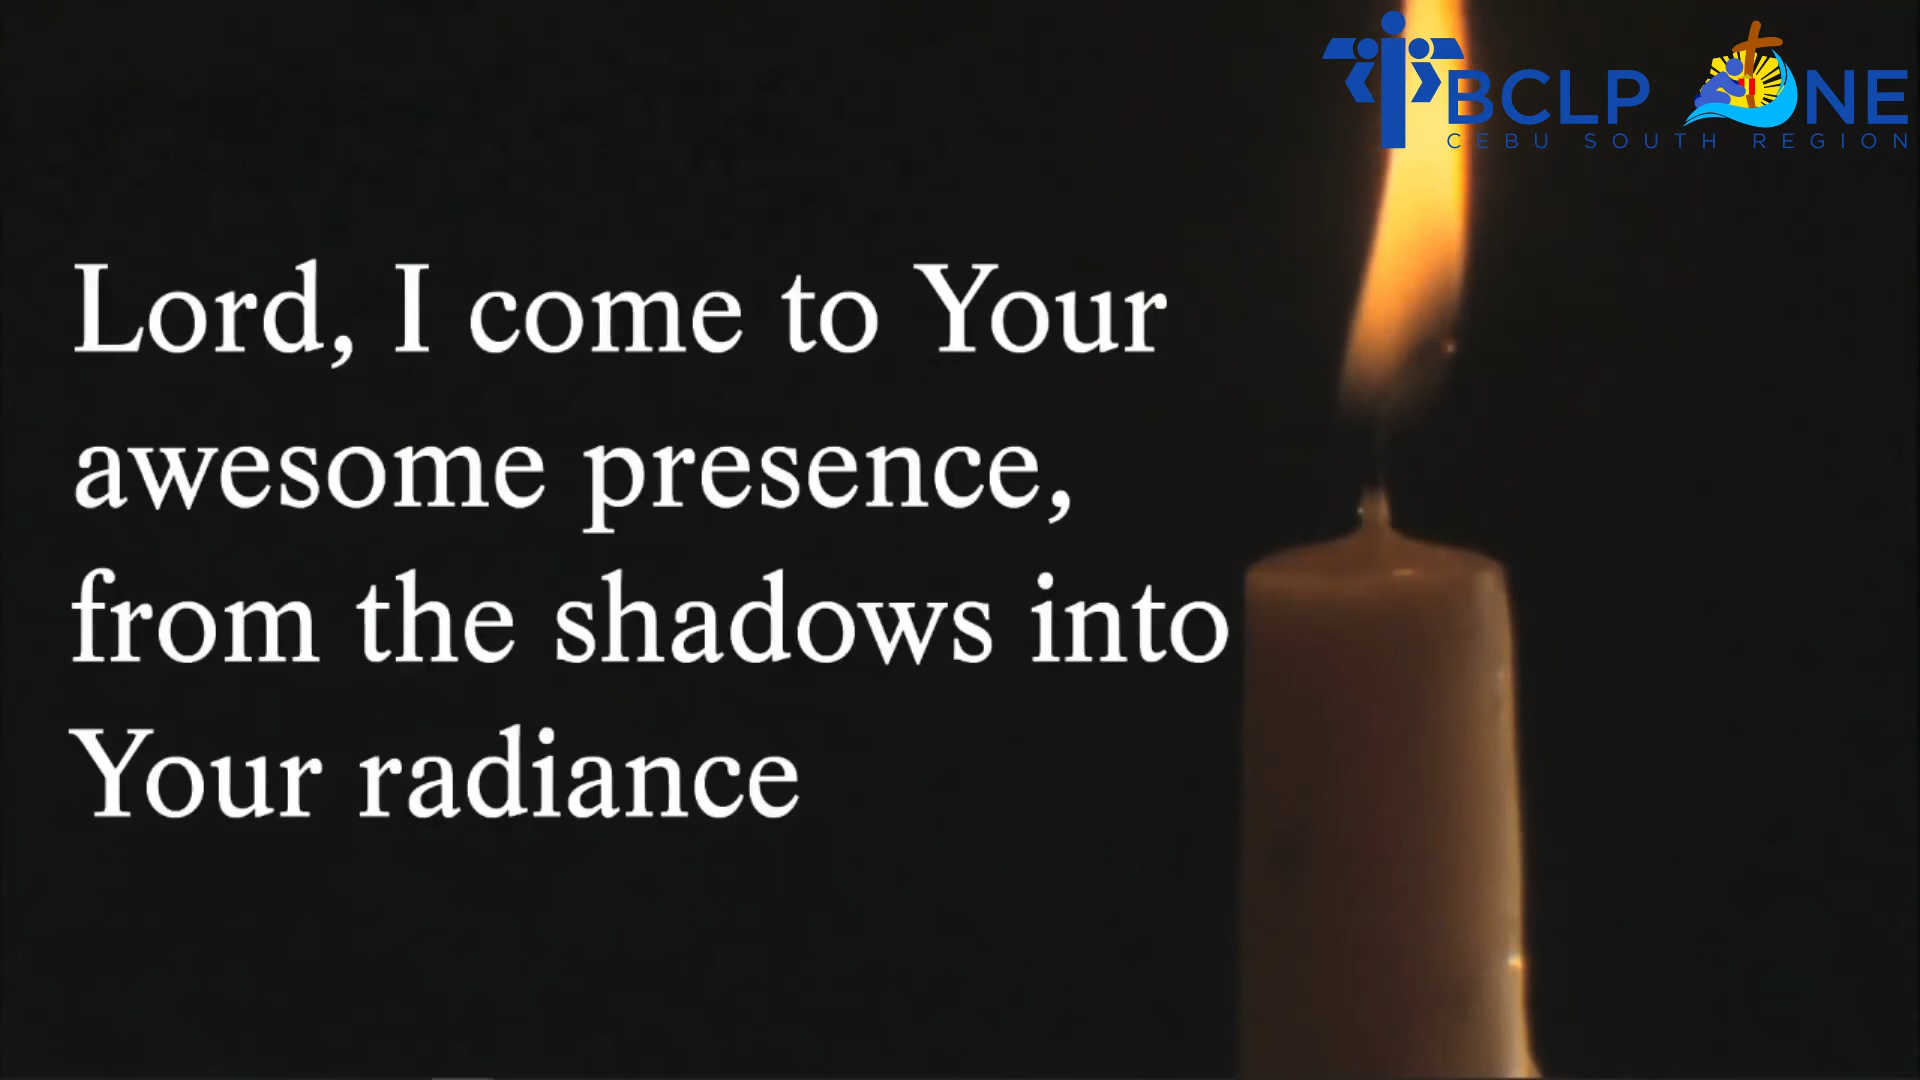 BCLP ONE
CEBU SOUTH REGION
Lord, I come to Your
awesome presence,
from the shadows into
Your radiance